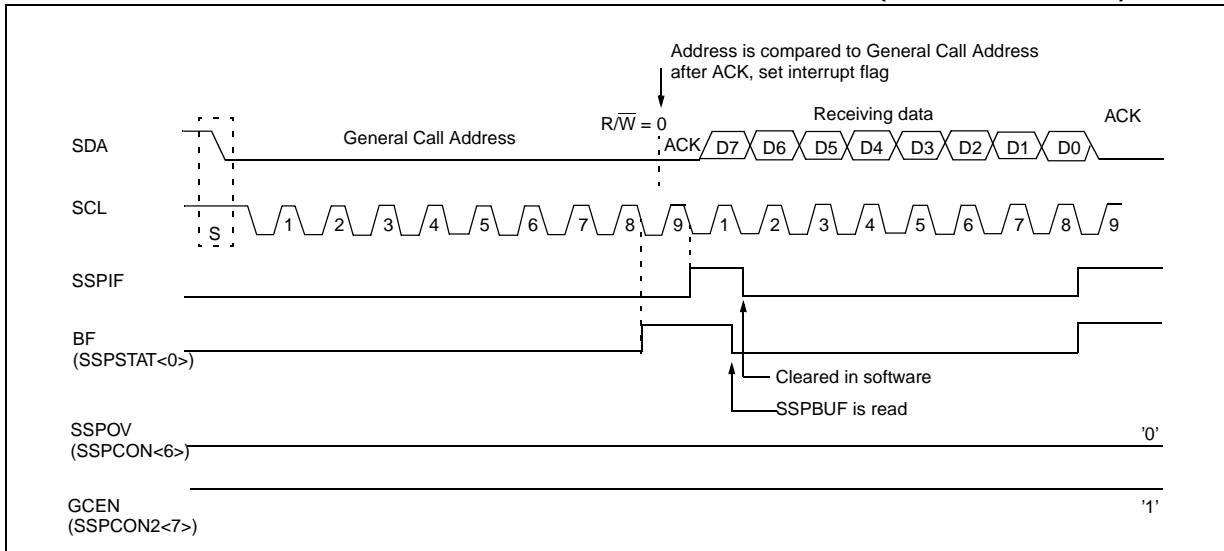 Address is compared to General Call Address
after ACK, set interrupt flag
R/W̅ = 0
Receiving data
ACK
SDA
General Call Address
ACK
D7 D6 D5 D4 D3 D2 D1 D0
SCL
S
1 2 3 4 5 6 7 8 9 1 2 3 4 5 6 7 8 9
SSPIF
BF
(SSPSTAT<0>)
Cleared in software
SSPBUF is read
SSPOV
(SSPCON<6>)
'0'
GCEN
(SSPCON2<7>)
'1'